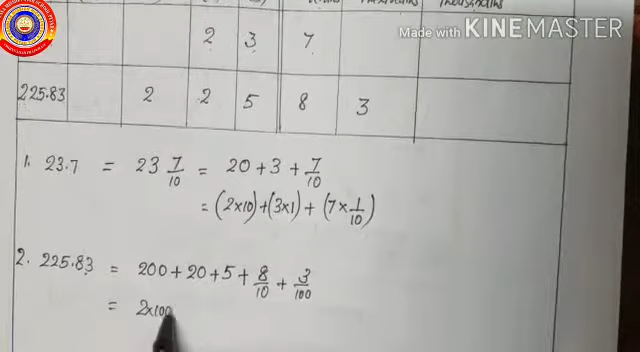 Made with KINEMASTER
2 3 7
225.83 2 2 5 8 3
1. 23.7 = 23 7/10 = 20 + 3 + 7/10
= (2×10) + (3×1) + (7 × 1/10)
2. 225.83 = 200 + 20 + 5 + 8/10 + 3/100
= 2×100